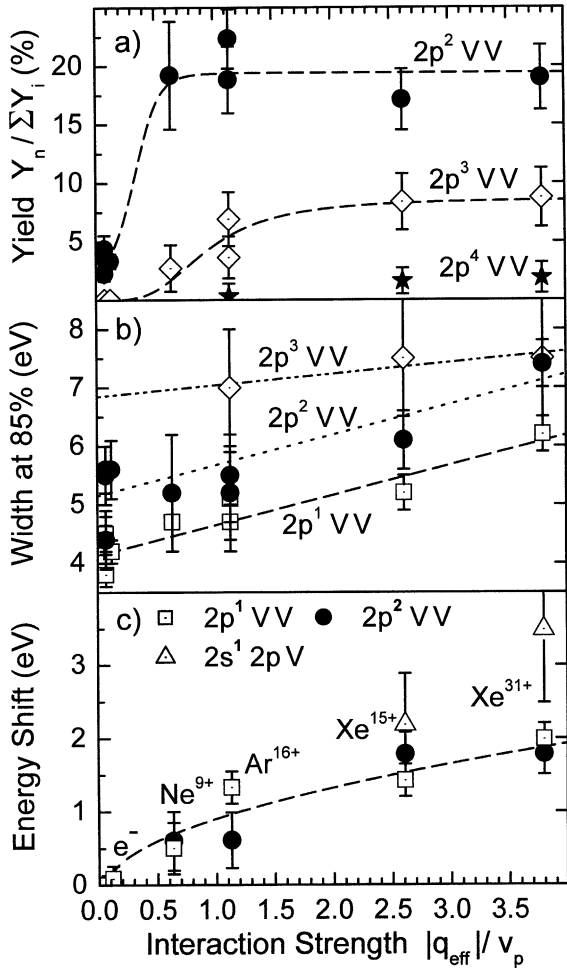 a)
2p² VV
20
15
2p³ VV
10
2p⁴ VV
5
Yield Yₙ / ΣYᵢ (%)
b)
8
2p³ VV
7
2p² VV
6
5
2p¹ VV
4
Width at 85% (eV)
c) 2p¹ VV 2p² VV
2s¹ 2p V
3
Xe³¹⁺
Xe¹⁵⁺
2
Ar¹⁶⁺
Ne⁹⁺
1
e⁻
0
Energy Shift (eV)
0.0 0.5 1.0 1.5 2.0 2.5 3.0 3.5
Interaction Strength |q_eff| / v_p